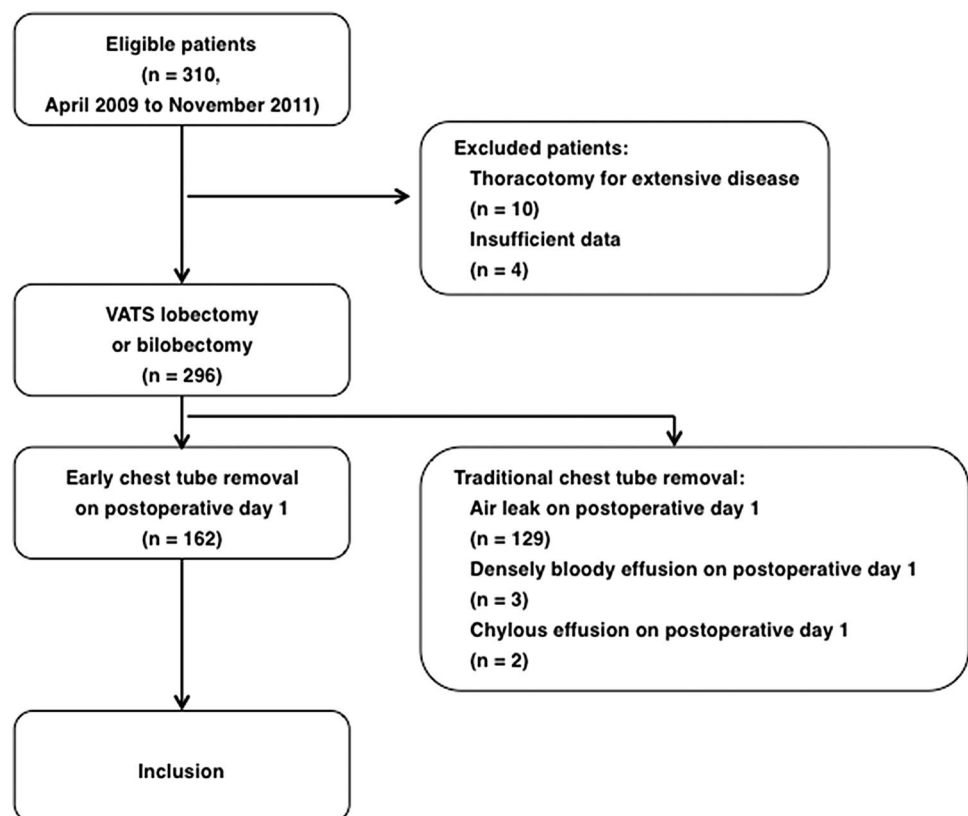 Eligible patients
(n = 310,
April 2009 to November 2011)
Excluded patients:
Thoracotomy for extensive disease
(n = 10)
Insufficient data
(n = 4)
VATS lobectomy
or bilobectomy
(n = 296)
Early chest tube removal
on postoperative day 1
(n = 162)
Traditional chest tube removal:
Air leak on postoperative day 1
(n = 129)
Densely bloody effusion on postoperative day 1
(n = 3)
Chylous effusion on postoperative day 1
(n = 2)
Inclusion